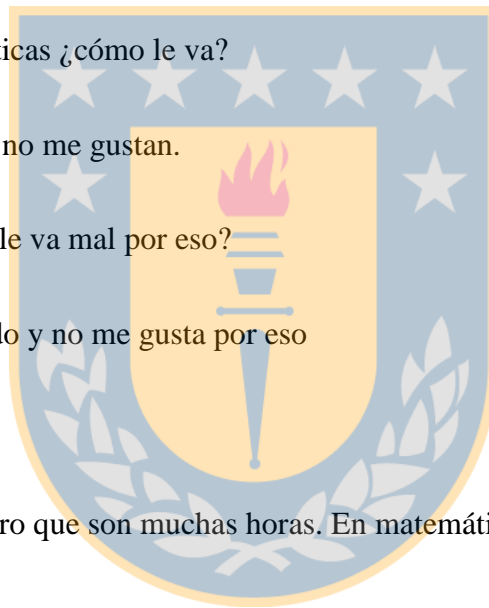 ticas ¿cómo le va?
no me gustan.
le va mal por eso?
do y no me gusta por eso
ro que son muchas horas. En matemáti